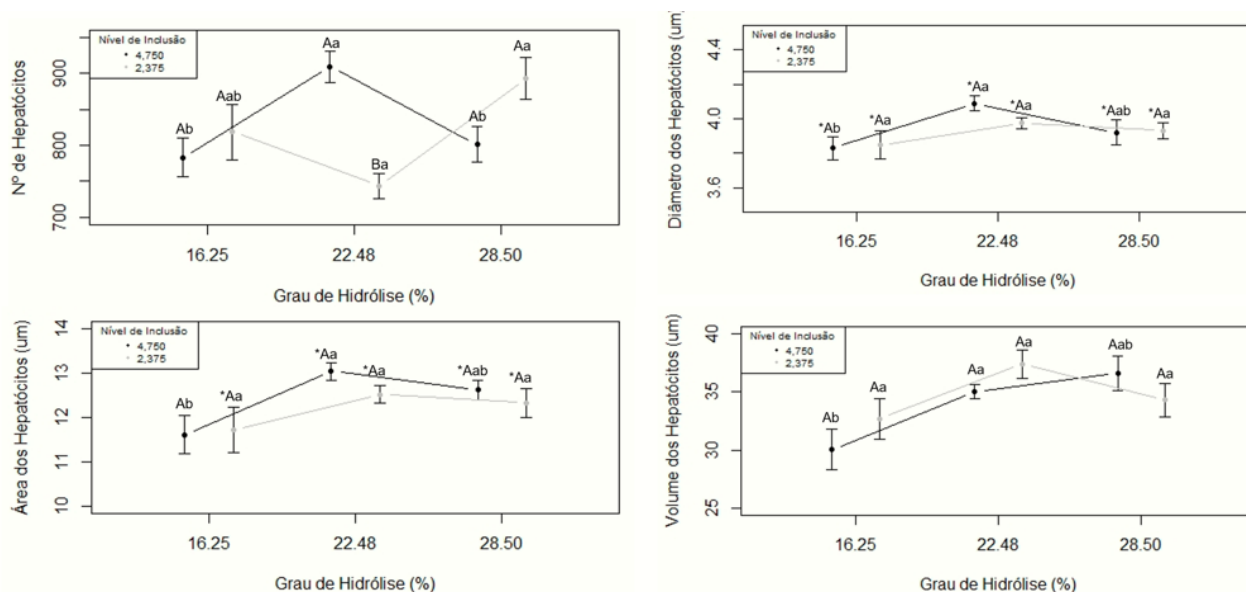 Nº de Hepatócitos
900
800
700
Nível de Inclusão
4,750
2,375
Ab
Aab
Aa
Ba
Ab
Aa
16.25
22.48
28.50
Grau de Hidrólise (%)
Diâmetro dos Hepatócitos (um)
4.4
4.0
3.6
Nível de Inclusão
4,750
2,375
*Ab
*Aa
*Aa
*Aa
*Aab
*Aa
16.25
22.48
28.50
Grau de Hidrólise (%)
Área dos Hepatócitos (um)
14
13
12
11
10
Nível de Inclusão
4,750
2,375
Ab
*Aa
*Aa
*Aa
*Aab
*Aa
16.25
22.48
28.50
Grau de Hidrólise (%)
Volume dos Hepatócitos (um)
40
35
30
25
Nível de Inclusão
4,750
2,375
Ab
Aa
Aa
Aa
Aab
Aa
16.25
22.48
28.50
Grau de Hidrólise (%)